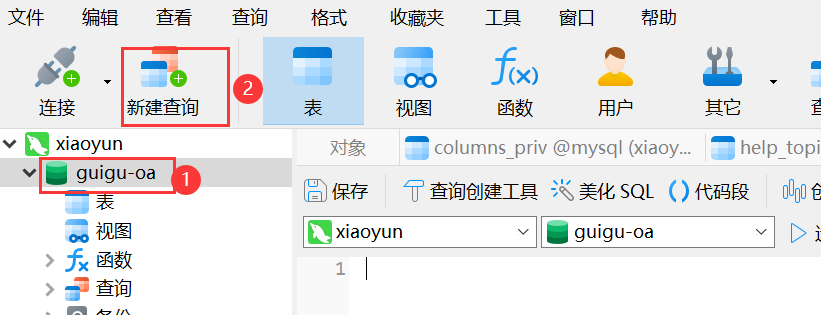 文件 编辑 查看 查询 格式 收藏夹 工具 窗口 帮助
连接 新建查询 2 表 视图 f(x) 函数 用户 其它
xiaoyun 对象 columns_priv @mysql (xiaoy... help_topi
guigu-oa 1 保存 查询创建工具 美化 SQL () 代码段
表
视图 xiaoyun guigu-oa
fx 函数 1
查询